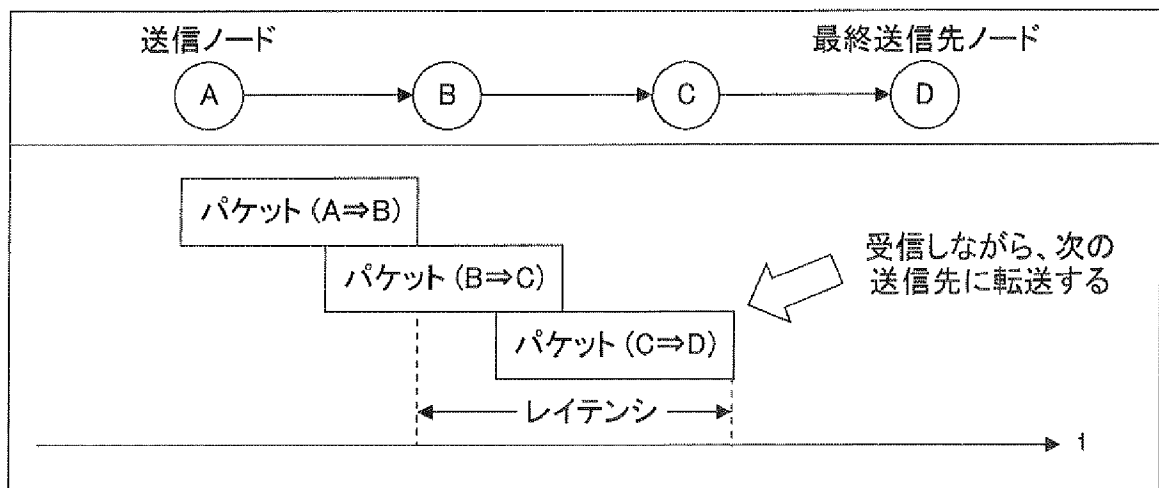 送信ノード
最終送信先ノード
A
B
C
D
パケット (A⇒B)
パケット (B⇒C)
パケット (C⇒D)
受信しながら、次の
送信先に転送する
レイテンシ
t